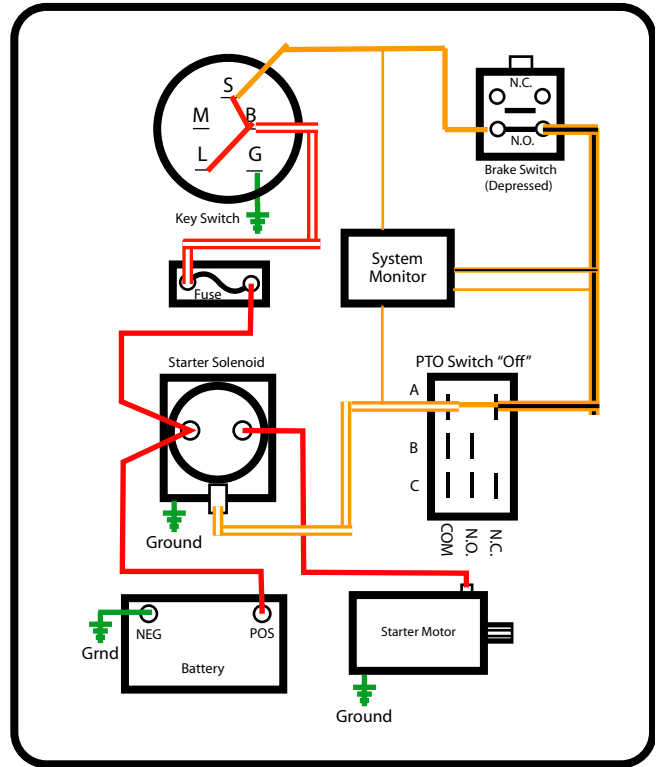 S
M
B
L
G
Key Switch
N.C.
N.O.
Brake Switch
(Depressed)
System
Monitor
Fuse
Starter Solenoid
PTO Switch “Off”
A
B
C
COM
N.O.
N.C.
Ground
NEG
POS
Grnd
Battery
Starter Motor
Ground